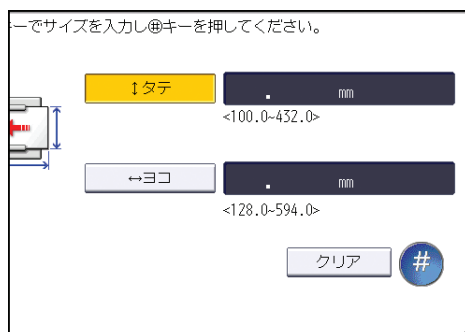 ーでサイズを入力し㊉キーを押してください。
↕タテ
. mm
<100.0~432.0>
↔ヨコ
. mm
<128.0~594.0>
クリア
#